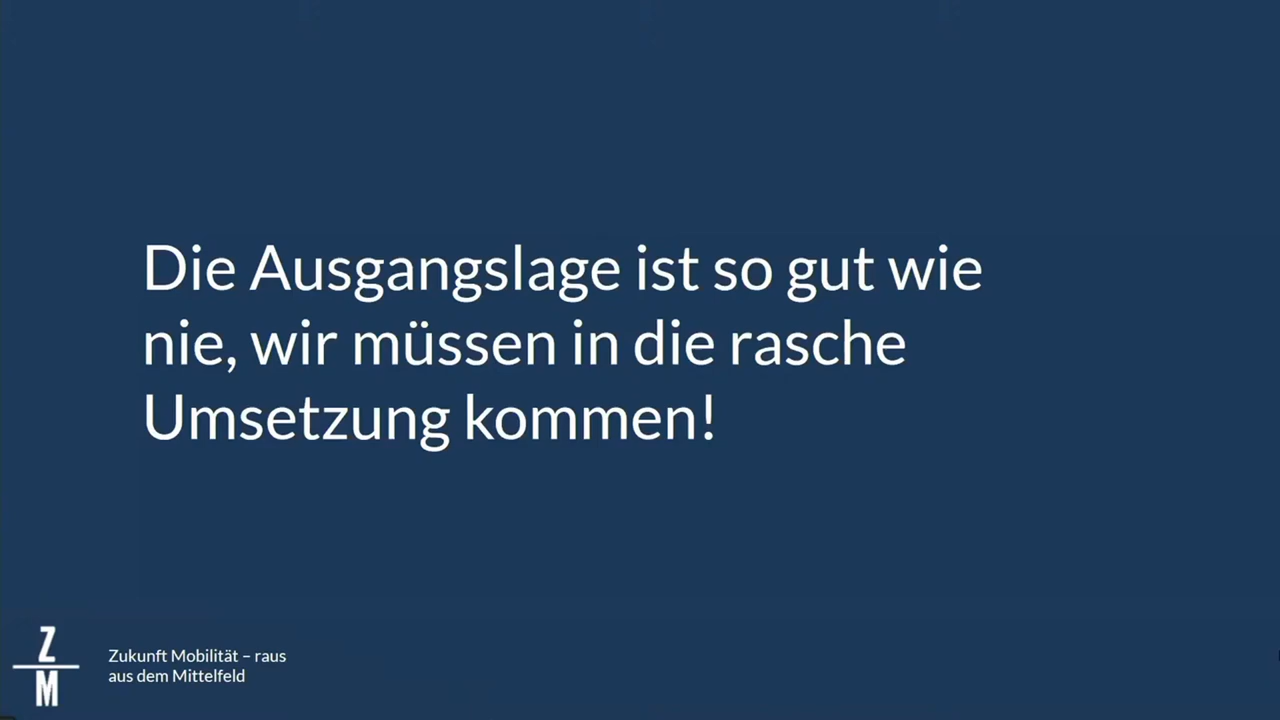 Die Ausgangslage ist so gut wie
nie, wir müssen in die rasche
Umsetzung kommen!
Z
M
Zukunft Mobilität – raus
aus dem Mittelfeld